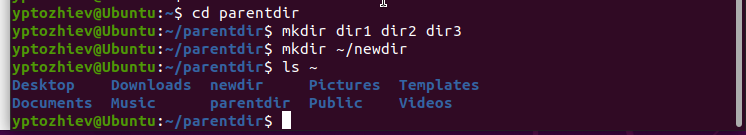 yptozhiev@Ubuntu:~$ cd parentdir
yptozhiev@Ubuntu:~/parentdir$ mkdir dir1 dir2 dir3
yptozhiev@Ubuntu:~/parentdir$ mkdir ~/newdir
yptozhiev@Ubuntu:~/parentdir$ ls ~
Desktop    Downloads  newdir     Pictures  Templates
Documents  Music      parentdir  Public    Videos
yptozhiev@Ubuntu:~/parentdir$